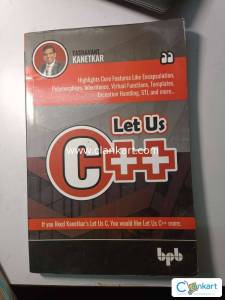 YASHAVANT
KANETKAR
Highlights Core Features Like Encapsulation,
Polymorphism, Inheritance, Virtual Functions, Templates,
Exception Handling, STL and more...
Let Us
www.clankart.com
C++
If you liked Kanetkar's Let Us C, You would like Let Us C++ more.
bpb
Clankart